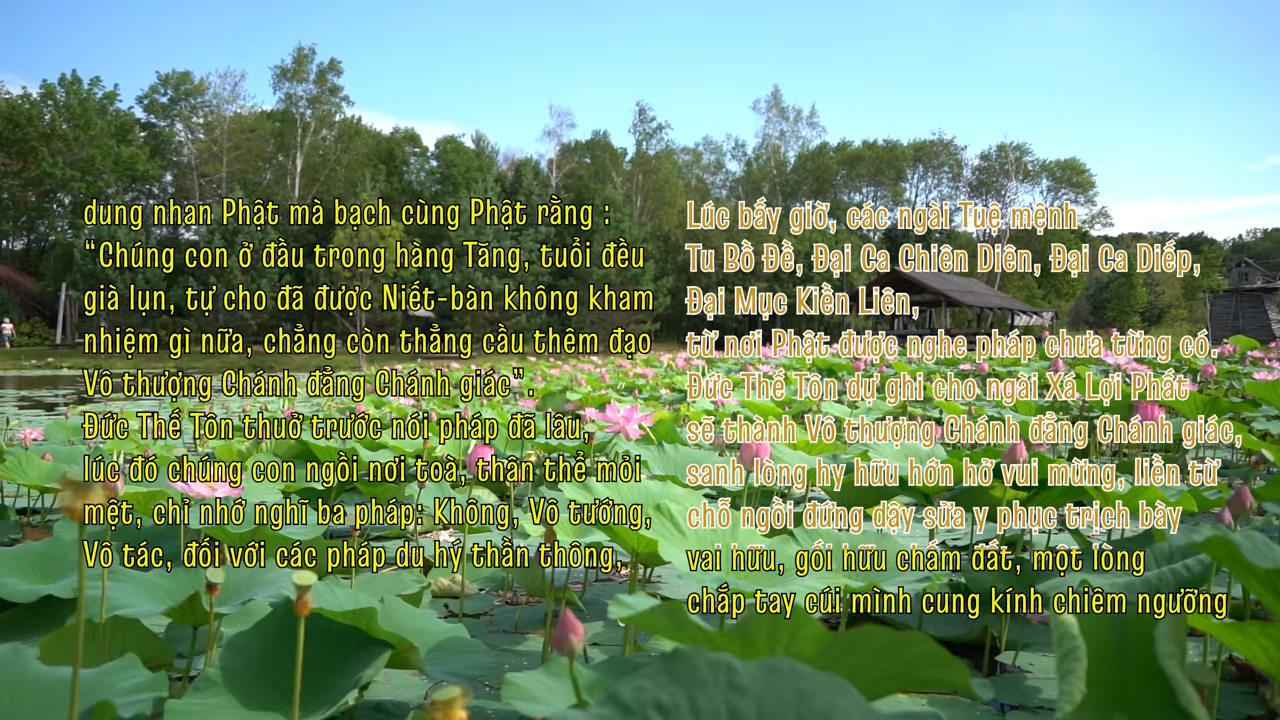 Lúc bấy giờ, các ngài Tuệ mệnh
Tu Bồ Đề, Đại Ca Chiên Diên, Đại Ca Diếp,
Đại Mục Kiền Liên,
từ nơi Phật được nghe pháp chưa từng có.
Đức Thế Tôn dự ghi cho ngài Xá Lợi Phất
sẽ thành Vô thượng Chánh đẳng Chánh giác,
sanh lòng hy hữu hớn hở vui mừng, liền từ
chỗ ngồi đứng dậy sửa y phục trịch bày
vai hữu, gối hữu chấm đất, một lòng
chắp tay cúi mình cung kính chiêm ngưỡng
dung nhan Phật mà bạch cùng Phật rằng :
“Chúng con ở đầu trong hàng Tăng, tuổi đều
già lụn, tự cho đã được Niết-bàn không kham
nhiệm gì nữa, chẳng còn thẳng cầu thêm đạo
Vô thượng Chánh đẳng Chánh giác”.
Đức Thế Tôn thuở trước nói pháp đã lâu,
lúc đó chúng con ngồi nơi toà, thân thể mỏi
mệt, chỉ nhớ nghĩ ba pháp: Không, Vô tướng,
Vô tác, đối với các pháp du hý thần thông,